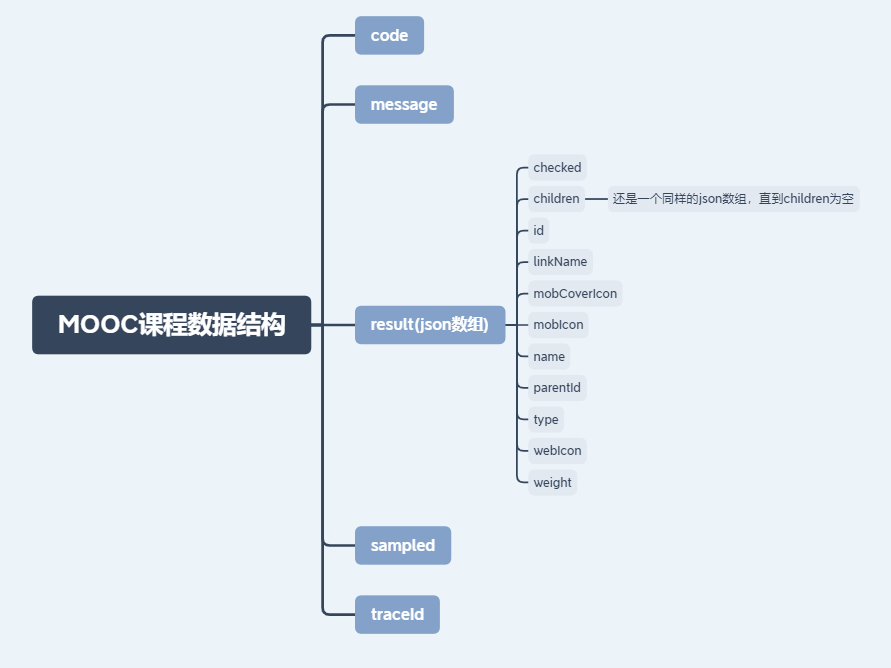 code
message
checked
children
还是一个同样的json数组，直到children为空
id
linkName
mobCoverIcon
MOOC课程数据结构
result(json数组)
mobIcon
name
parentId
type
webIcon
weight
sampled
traceId